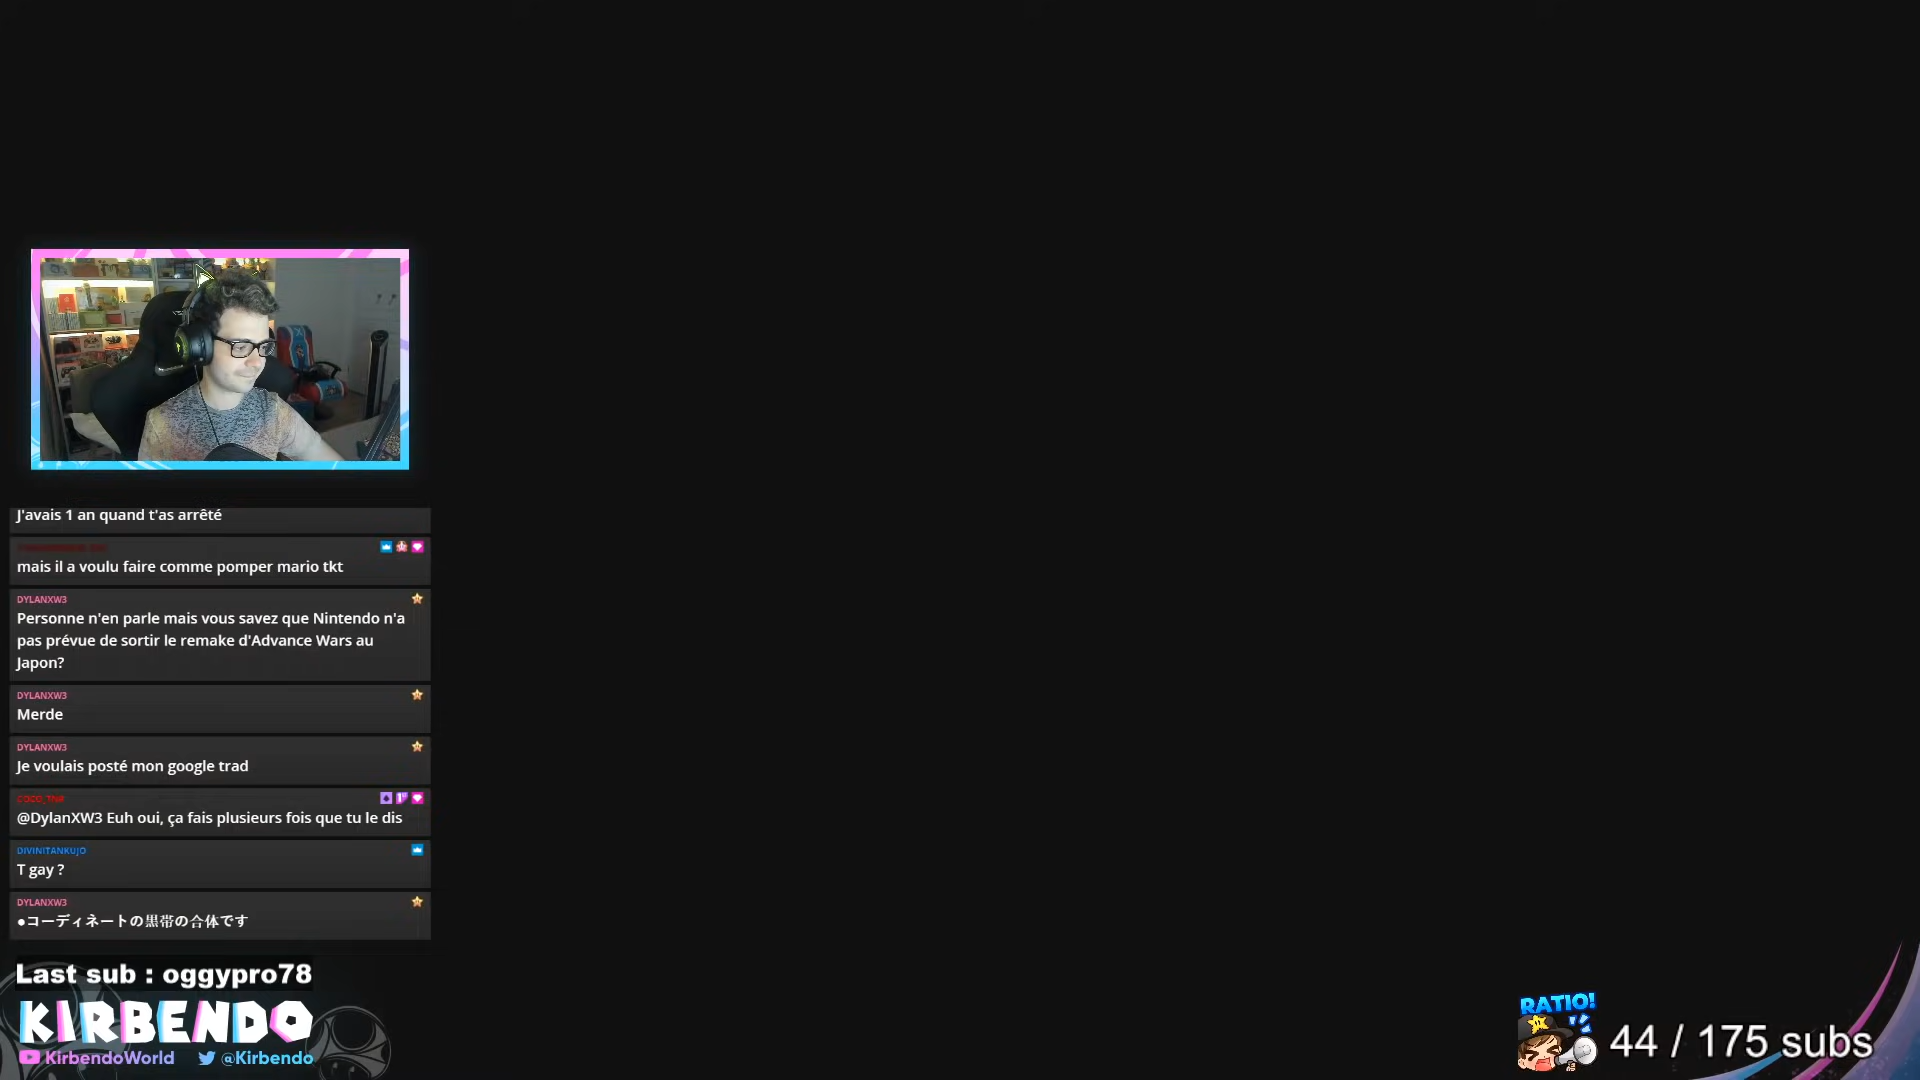 J'avais 1 an quand t'as arrêté
mais il a voulu faire comme pomper mario tkt
DYLANXW3
Personne n'en parle mais vous savez que Nintendo n'a
pas prévue de sortir le remake d'Advance Wars au
Japon?
DYLANXW3
Merde
DYLANXW3
Je voulais posté mon google trad
@DylanXW3 Euh oui, ça fais plusieurs fois que tu le dis
DIVINITANKUJO
T gay ?
DYLANXW3
●コーディネートの黒帯の合体です
Last sub : oggypro78
KIRBENDO
KirbendoWorld @Kirbendo
RATIO!
44 / 175 subs